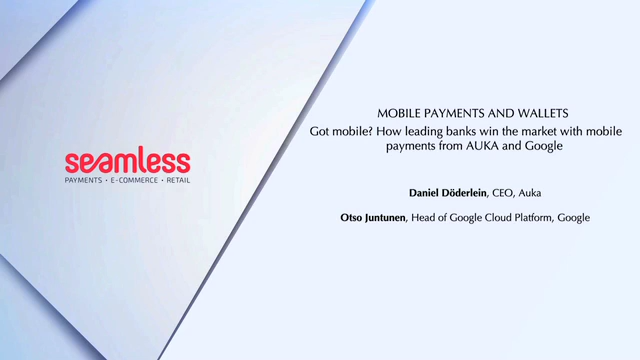 seamless
PAYMENTS • E-COMMERCE • RETAIL
MOBILE PAYMENTS AND WALLETS
Got mobile? How leading banks win the market with mobile
payments from AUKA and Google
Daniel Döderlein, CEO, Auka
Otso Juntunen, Head of Google Cloud Platform, Google